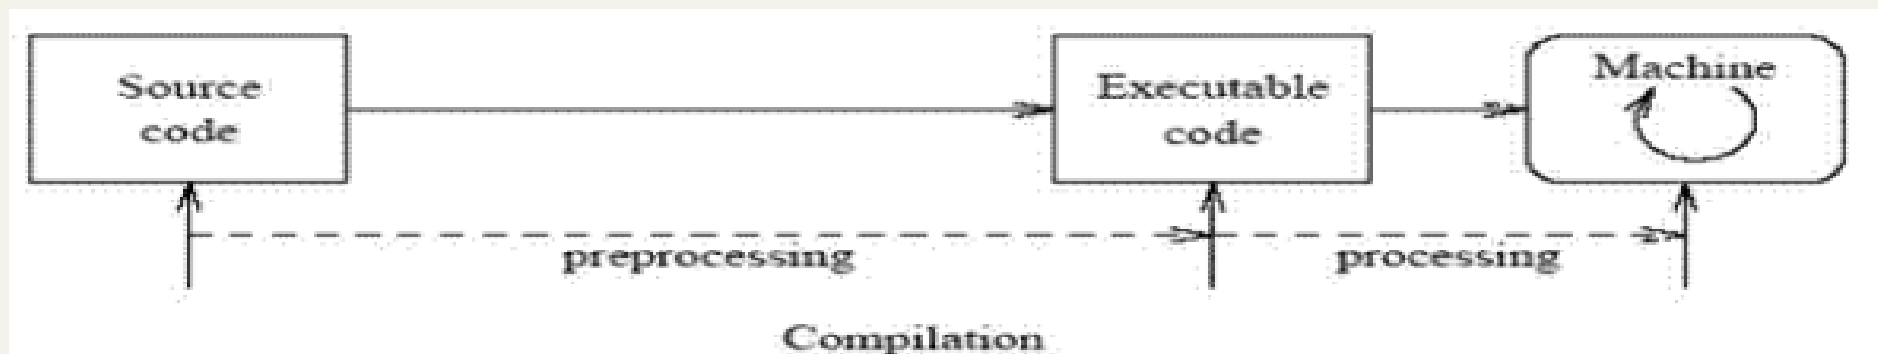 Source
code
Executable
code
Machine
preprocessing
processing
Compilation